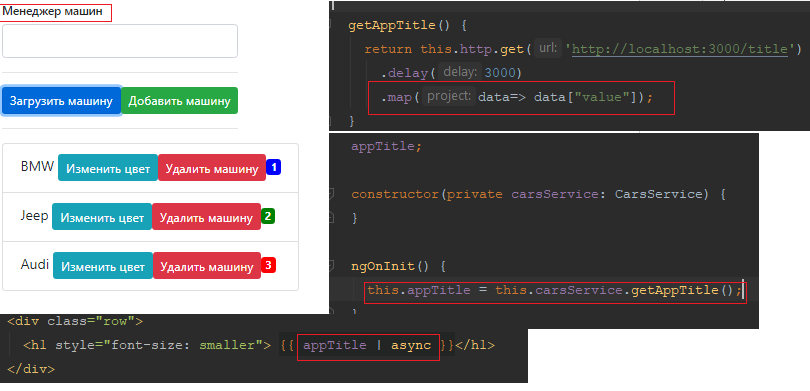 Менеджер машин
Загрузить машину Добавить машину
BMW Изменить цвет Удалить машину 1
Jeep Изменить цвет Удалить машину 2
Audi Изменить цвет Удалить машину 3
getAppTitle() {
return this.http.get( url: 'http://localhost:3000/title')
.delay( delay: 3000)
.map( project: data=> data["value"]);
}
appTitle;
constructor(private carsService: CarsService) {
}
ngOnInit() {
this.appTitle = this.carsService.getAppTitle();
}
<div class="row">
<hl style="font-size: smaller"> {{ appTitle | async }}</hl>
</div>